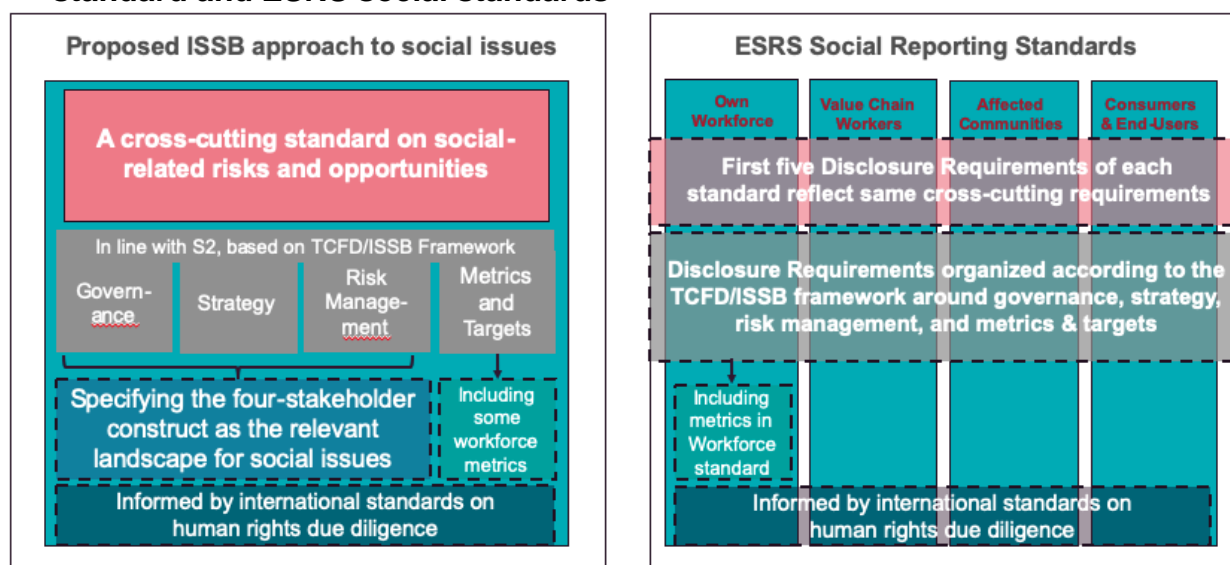 standard and ESRS social standards
Proposed ISSB approach to social issues
A cross-cutting standard on social-
related risks and opportunities
In line with S2, based on TCFD/ISSB Framework
Govern-
ance
Strategy
Risk
Manage-
ment
Metrics
and
Targets
Specifying the four-stakeholder
construct as the relevant
landscape for social issues
Including
some
workforce
metrics
Informed by international standards on
human rights due diligence
ESRS Social Reporting Standards
Own
Workforce
Value Chain
Workers
Affected
Communities
Consumers
& End-Users
First five Disclosure Requirements of each
standard reflect same cross-cutting requirements
Disclosure Requirements organized according to the
TCFD/ISSB framework around governance, strategy,
risk management, and metrics & targets
Including
metrics in
Workforce
standard
Informed by international standards on
human rights due diligence